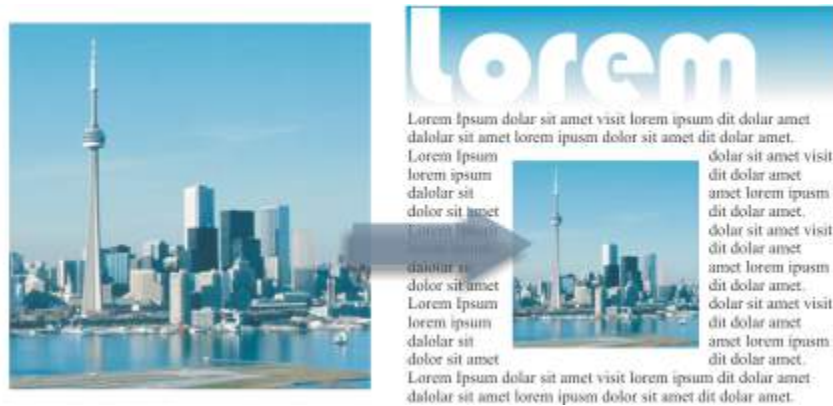 Lorem
Lorem Ipsum dolar sit amet visit lorem ipsum dit dolar amet
dalolar sit amet lorem ipusm dolor sit amet dit dolar amet.
Lorem Ipsum dolar sit amet visit
lorem ipsum dit dolar amet
dalolar sit amet lorem ipusm
dolor sit amet dit dolar amet.
Lorem Ipsum dolar sit amet visit
dit dolar amet
dalolar sit amet lorem ipusm
dolor sit amet dit dolar amet.
Lorem Ipsum dolar sit amet visit
lorem ipsum dit dolar amet
dalolar sit amet lorem ipusm
dolor sit amet dit dolar amet.
Lorem Ipsum dolar sit amet visit lorem ipsum dit dolar amet
dalolar sit amet lorem ipusm dolor sit amet dit dolar amet.